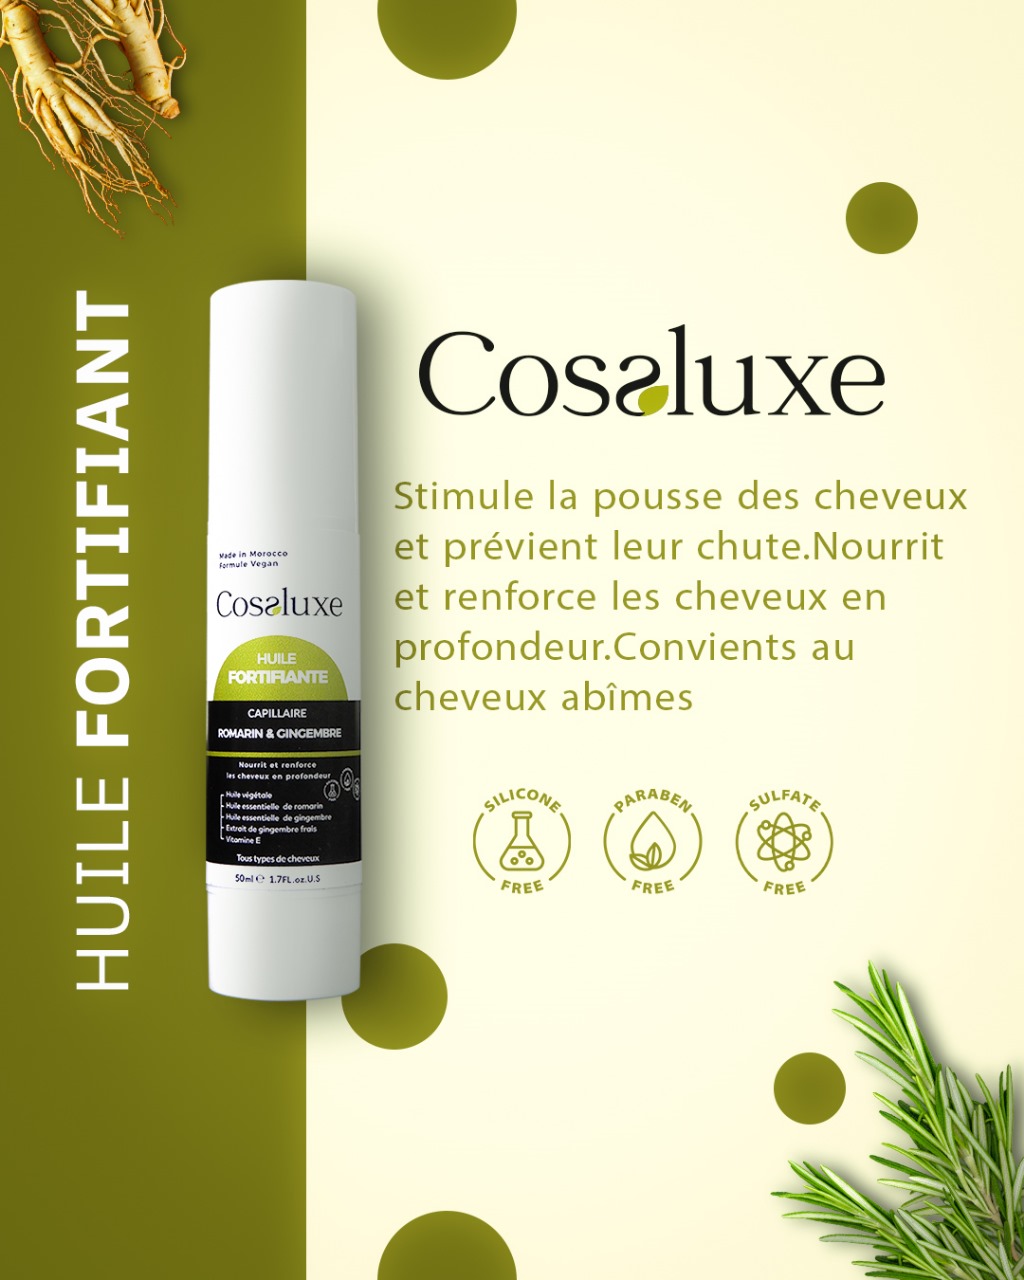 HUILE FORTIFIANT
Made in Morocco
Formule Vegan
Cosaluxe
HUILE
FORTIFIANTE
CAPILLAIRE
ROMARIN & GINGEMBRE
Nourrit et renforce
les cheveux en profondeur
Huile végétale
Huile essentielle de romarin
Huile essentielle de gingembre
Extrait de gingembre frais
Vitamine E
Tous types de cheveux
50ml ℮ 1.7FL.oz.U.S
Cosaluxe
Stimule la pousse des cheveux
et prévient leur chute.Nourrit
et renforce les cheveux en
profondeur.Convients au
cheveux abîmes
SILICONE
FREE
PARABEN
FREE
SULFATE
FREE